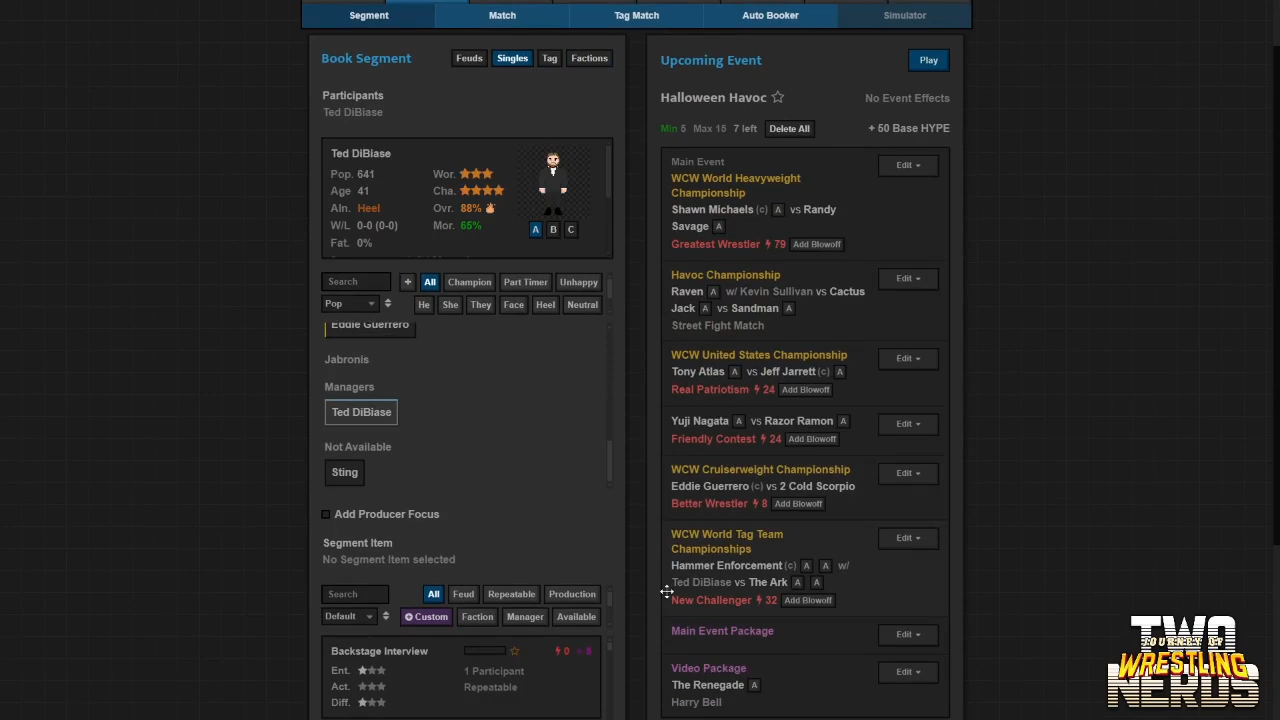 Segment
Match
Tag Match
Auto Booker
Simulator
Book Segment
Feuds
Singles
Tag
Factions
Participants
Ted DiBiase
Ted DiBiase
Pop. 641
Wor.
Age 41
Cha.
Aln. Heel
Ovr. 88%
W/L 0-0 (0-0)
Mor. 65%
Fat. 0%
A B C
Search
+
All
Champion
Part Timer
Unhappy
Pop
He
She
They
Face
Heel
Neutral
Eddie Guerrero
Jabronis
Managers
Ted DiBiase
Not Available
Sting
Add Producer Focus
Segment Item
No Segment Item selected
Search
All
Feud
Repeatable
Production
Default
Custom
Faction
Manager
Available
Backstage Interview
0
5
Ent.
1 Participant
Act.
Repeatable
Diff.
Upcoming Event
Play
Halloween Havoc
No Event Effects
Min 5 Max 15 7 left
Delete All
+ 50 Base HYPE
Main Event
Edit
WCW World Heavyweight
Championship
Shawn Michaels (c) A vs Randy
Savage A
Greatest Wrestler 79 Add Blowoff
Havoc Championship
Edit
Raven A w/ Kevin Sullivan vs Cactus
Jack A vs Sandman A
Street Fight Match
WCW United States Championship
Edit
Tony Atlas A vs Jeff Jarrett (c) A
Real Patriotism 24 Add Blowoff
Yuji Nagata A vs Razor Ramon A
Edit
Friendly Contest 24 Add Blowoff
WCW Cruiserweight Championship
Edit
Eddie Guerrero (c) vs 2 Cold Scorpio
Better Wrestler 8 Add Blowoff
WCW World Tag Team
Edit
Championships
Hammer Enforcement (c) A A w/
Ted DiBiase vs The Ark A A
New Challenger 32 Add Blowoff
Main Event Package
Edit
Video Package
Edit
The Renegade A
Harry Bell
TWO
JOURNEY OF
WRESTLING
NERDS